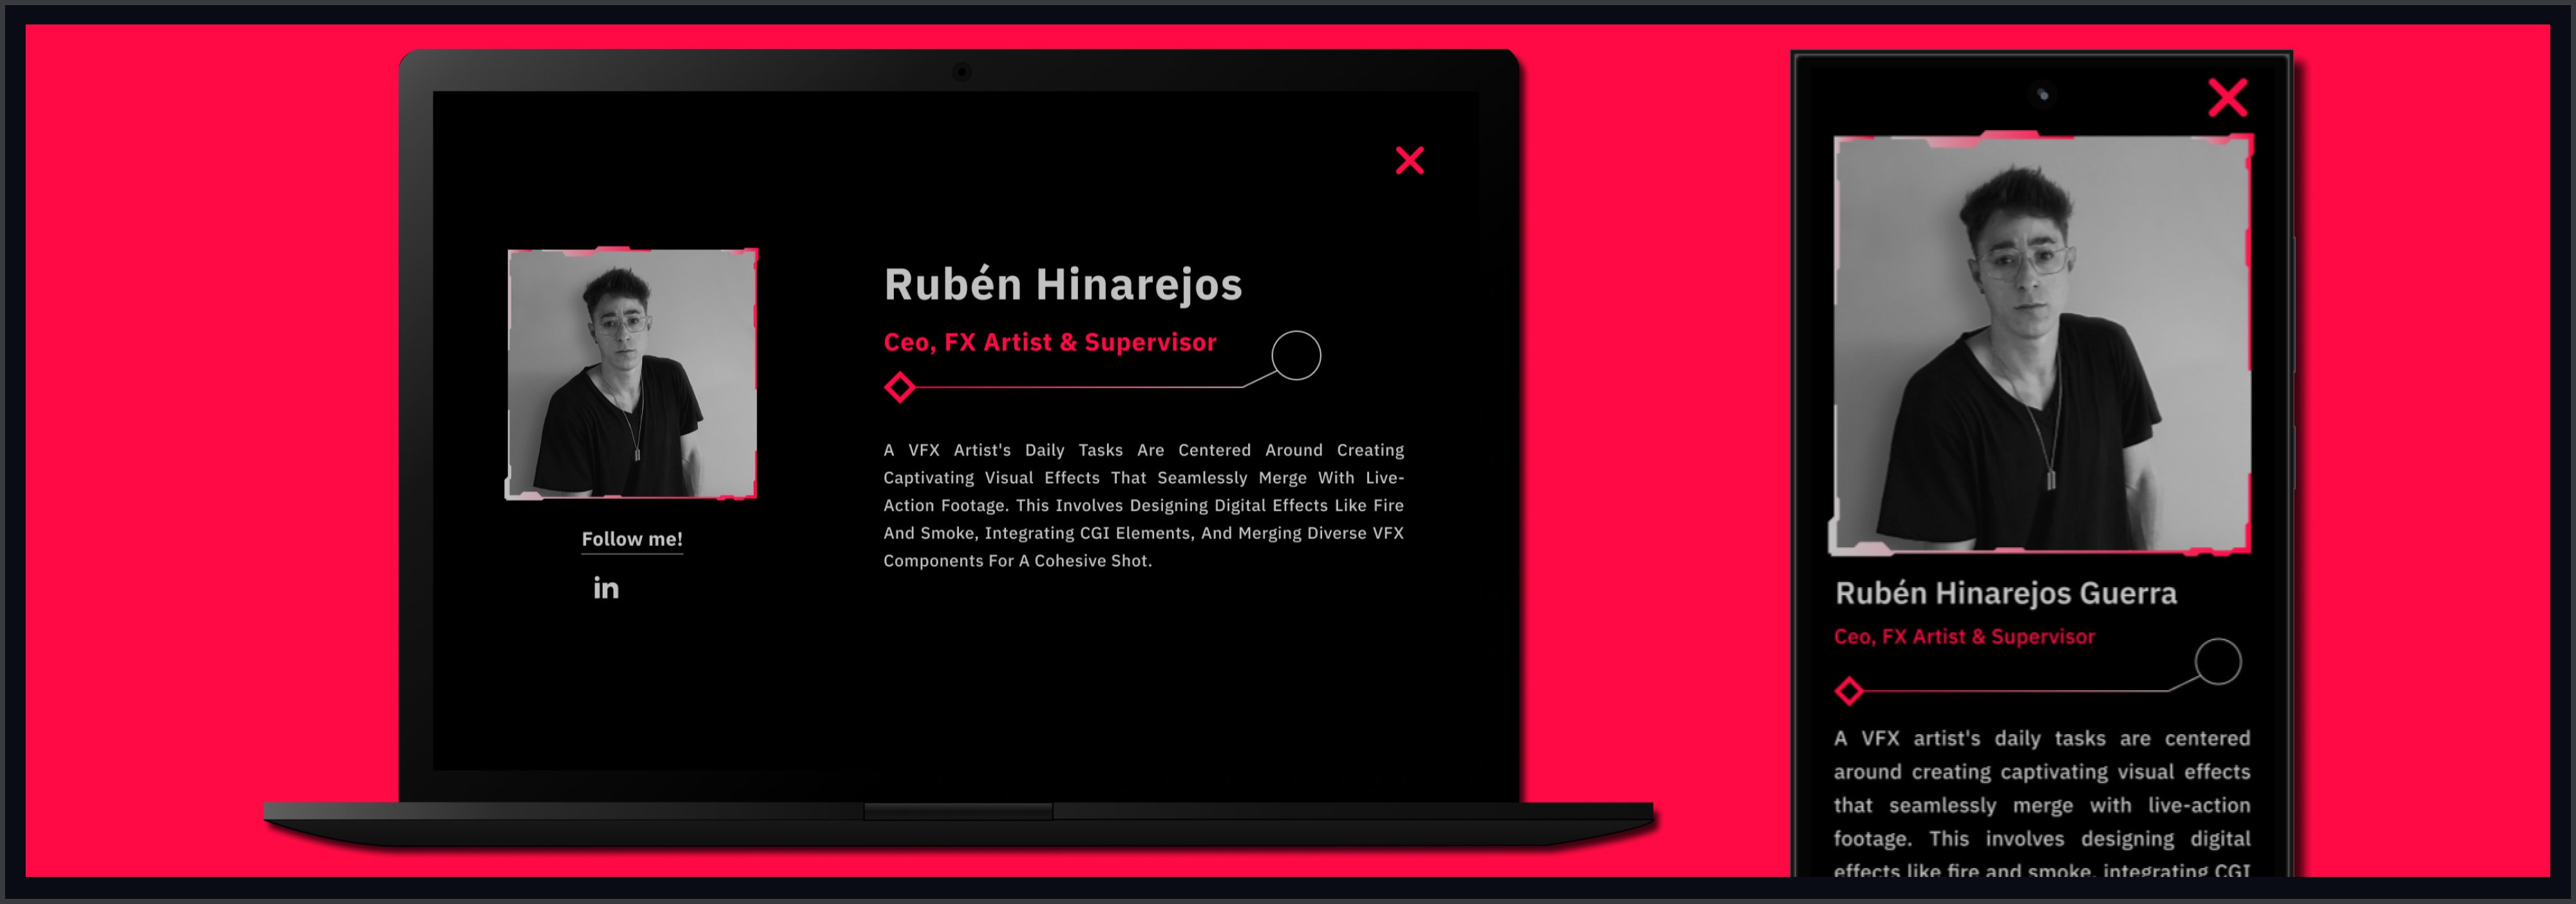 Rubén Hinarejos
Ceo, FX Artist & Supervisor
A VFX Artist's Daily Tasks Are Centered Around Creating
Captivating Visual Effects That Seamlessly Merge With Live-
Action Footage. This Involves Designing Digital Effects Like Fire
And Smoke, Integrating CGI Elements, And Merging Diverse VFX
Components For A Cohesive Shot.
Follow me!
in
Rubén Hinarejos Guerra
Ceo, FX Artist & Supervisor
A VFX artist's daily tasks are centered
around creating captivating visual effects
that seamlessly merge with live-action
footage. This involves designing digital
effects like fire and smoke, integrating CGI